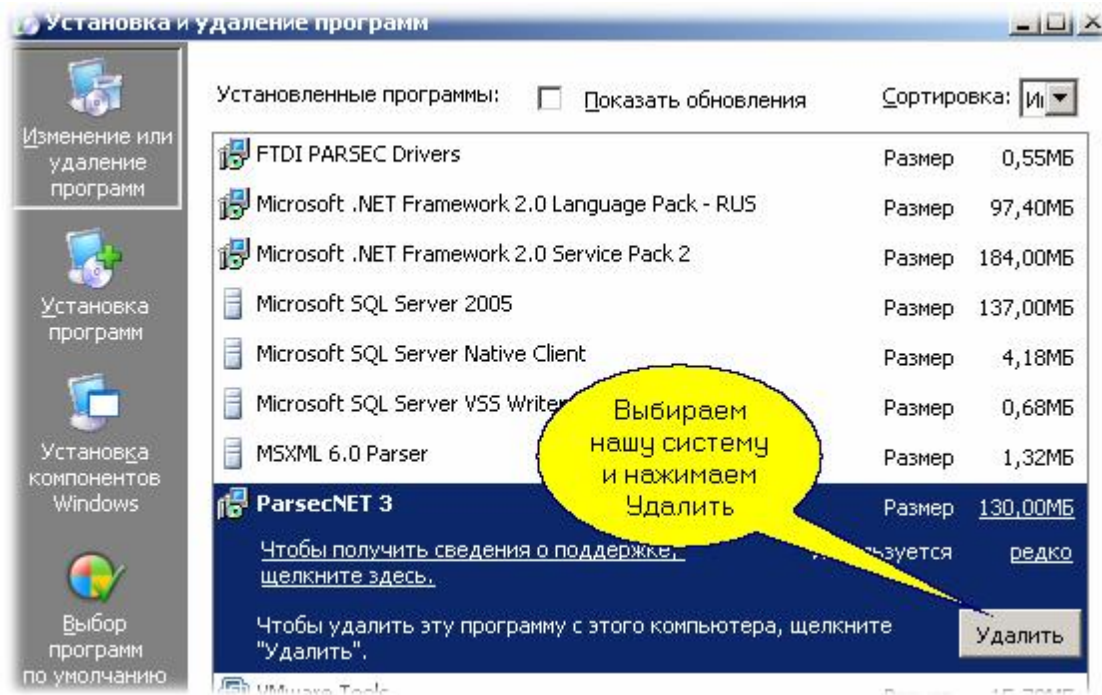 Установка и удаление программ
Изменение или
удаление
программ
Установка
программ
Установка
компонентов
Windows
Выбор
программ
по умолчанию
Установленные программы: Показать обновления Сортировка:
FTDI PARSEC Drivers Размер 0,55МБ
Microsoft .NET Framework 2.0 Language Pack - RUS Размер 97,40МБ
Microsoft .NET Framework 2.0 Service Pack 2 Размер 184,00МБ
Microsoft SQL Server 2005 Размер 137,00МБ
Microsoft SQL Server Native Client Размер 4,18МБ
Microsoft SQL Server VSS Writer Размер 0,68МБ
MSXML 6.0 Parser Размер 1,32МБ
ParsecNET 3 Размер 130,00МБ
Чтобы получить сведения о поддержке, редко
щелкните здесь.
Чтобы удалить эту программу с этого компьютера, щелкните
"Удалить".
Удалить
VMware Tools
Выбираем
нашу систему
и нажимаем
Удалить